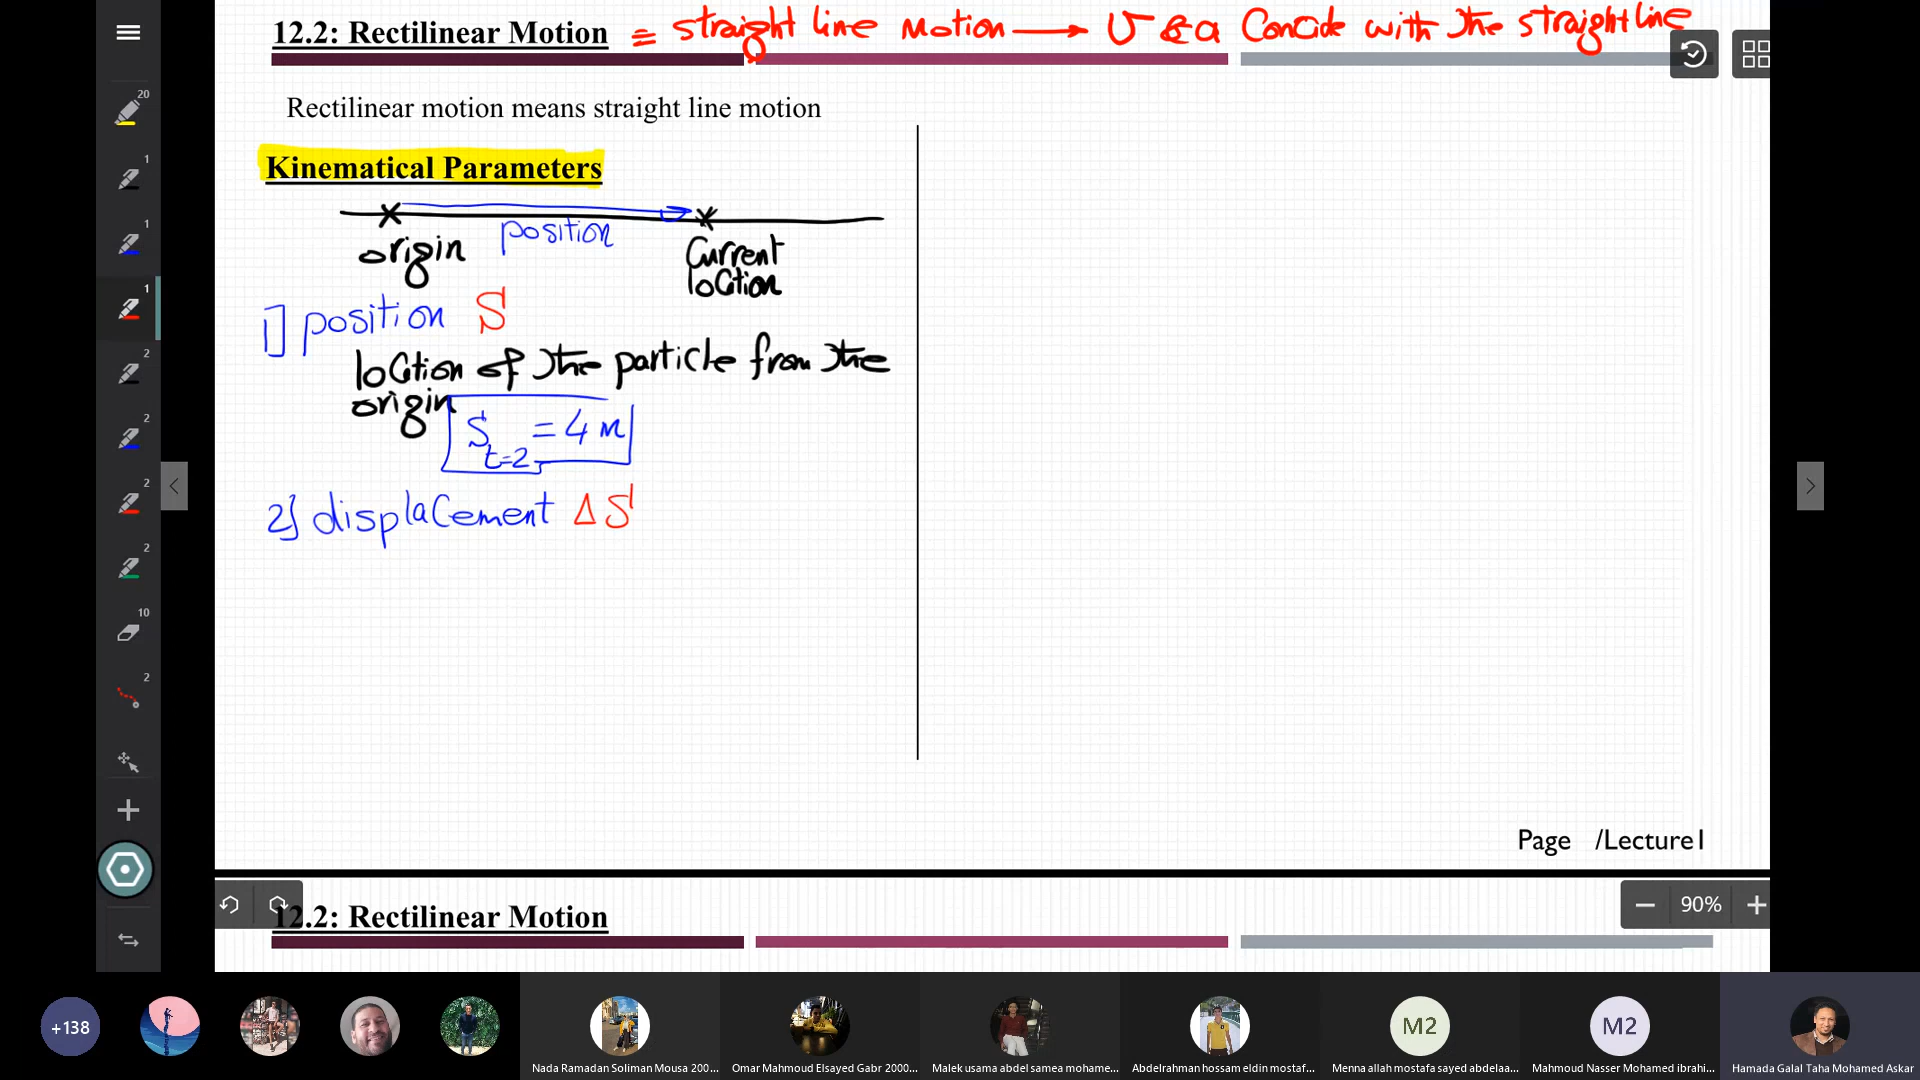 12.2: Rectilinear Motion = straight line Motion → V & a Concide with the straight line
Rectilinear motion means straight line motion
Kinematical Parameters
position
origin
Current
loction
1] position S
loction of the particle from the
origin
S t=2 = 4 m
2] displacement ΔS
Page /Lecture1
12.2: Rectilinear Motion
90%
20
1
1
1
2
2
2
2
10
2
+138
Nada Ramadan Soliman Mousa 200...
Omar Mahmoud Elsayed Gabr 2000...
Malek usama abdel samea mohame...
Abdelrahman hossam eldin mostaf...
M2
Menna allah mostafa sayed abdelaa...
M2
Mahmoud Nasser Mohamed ibrahi...
Hamada Galal Taha Mohamed Askar